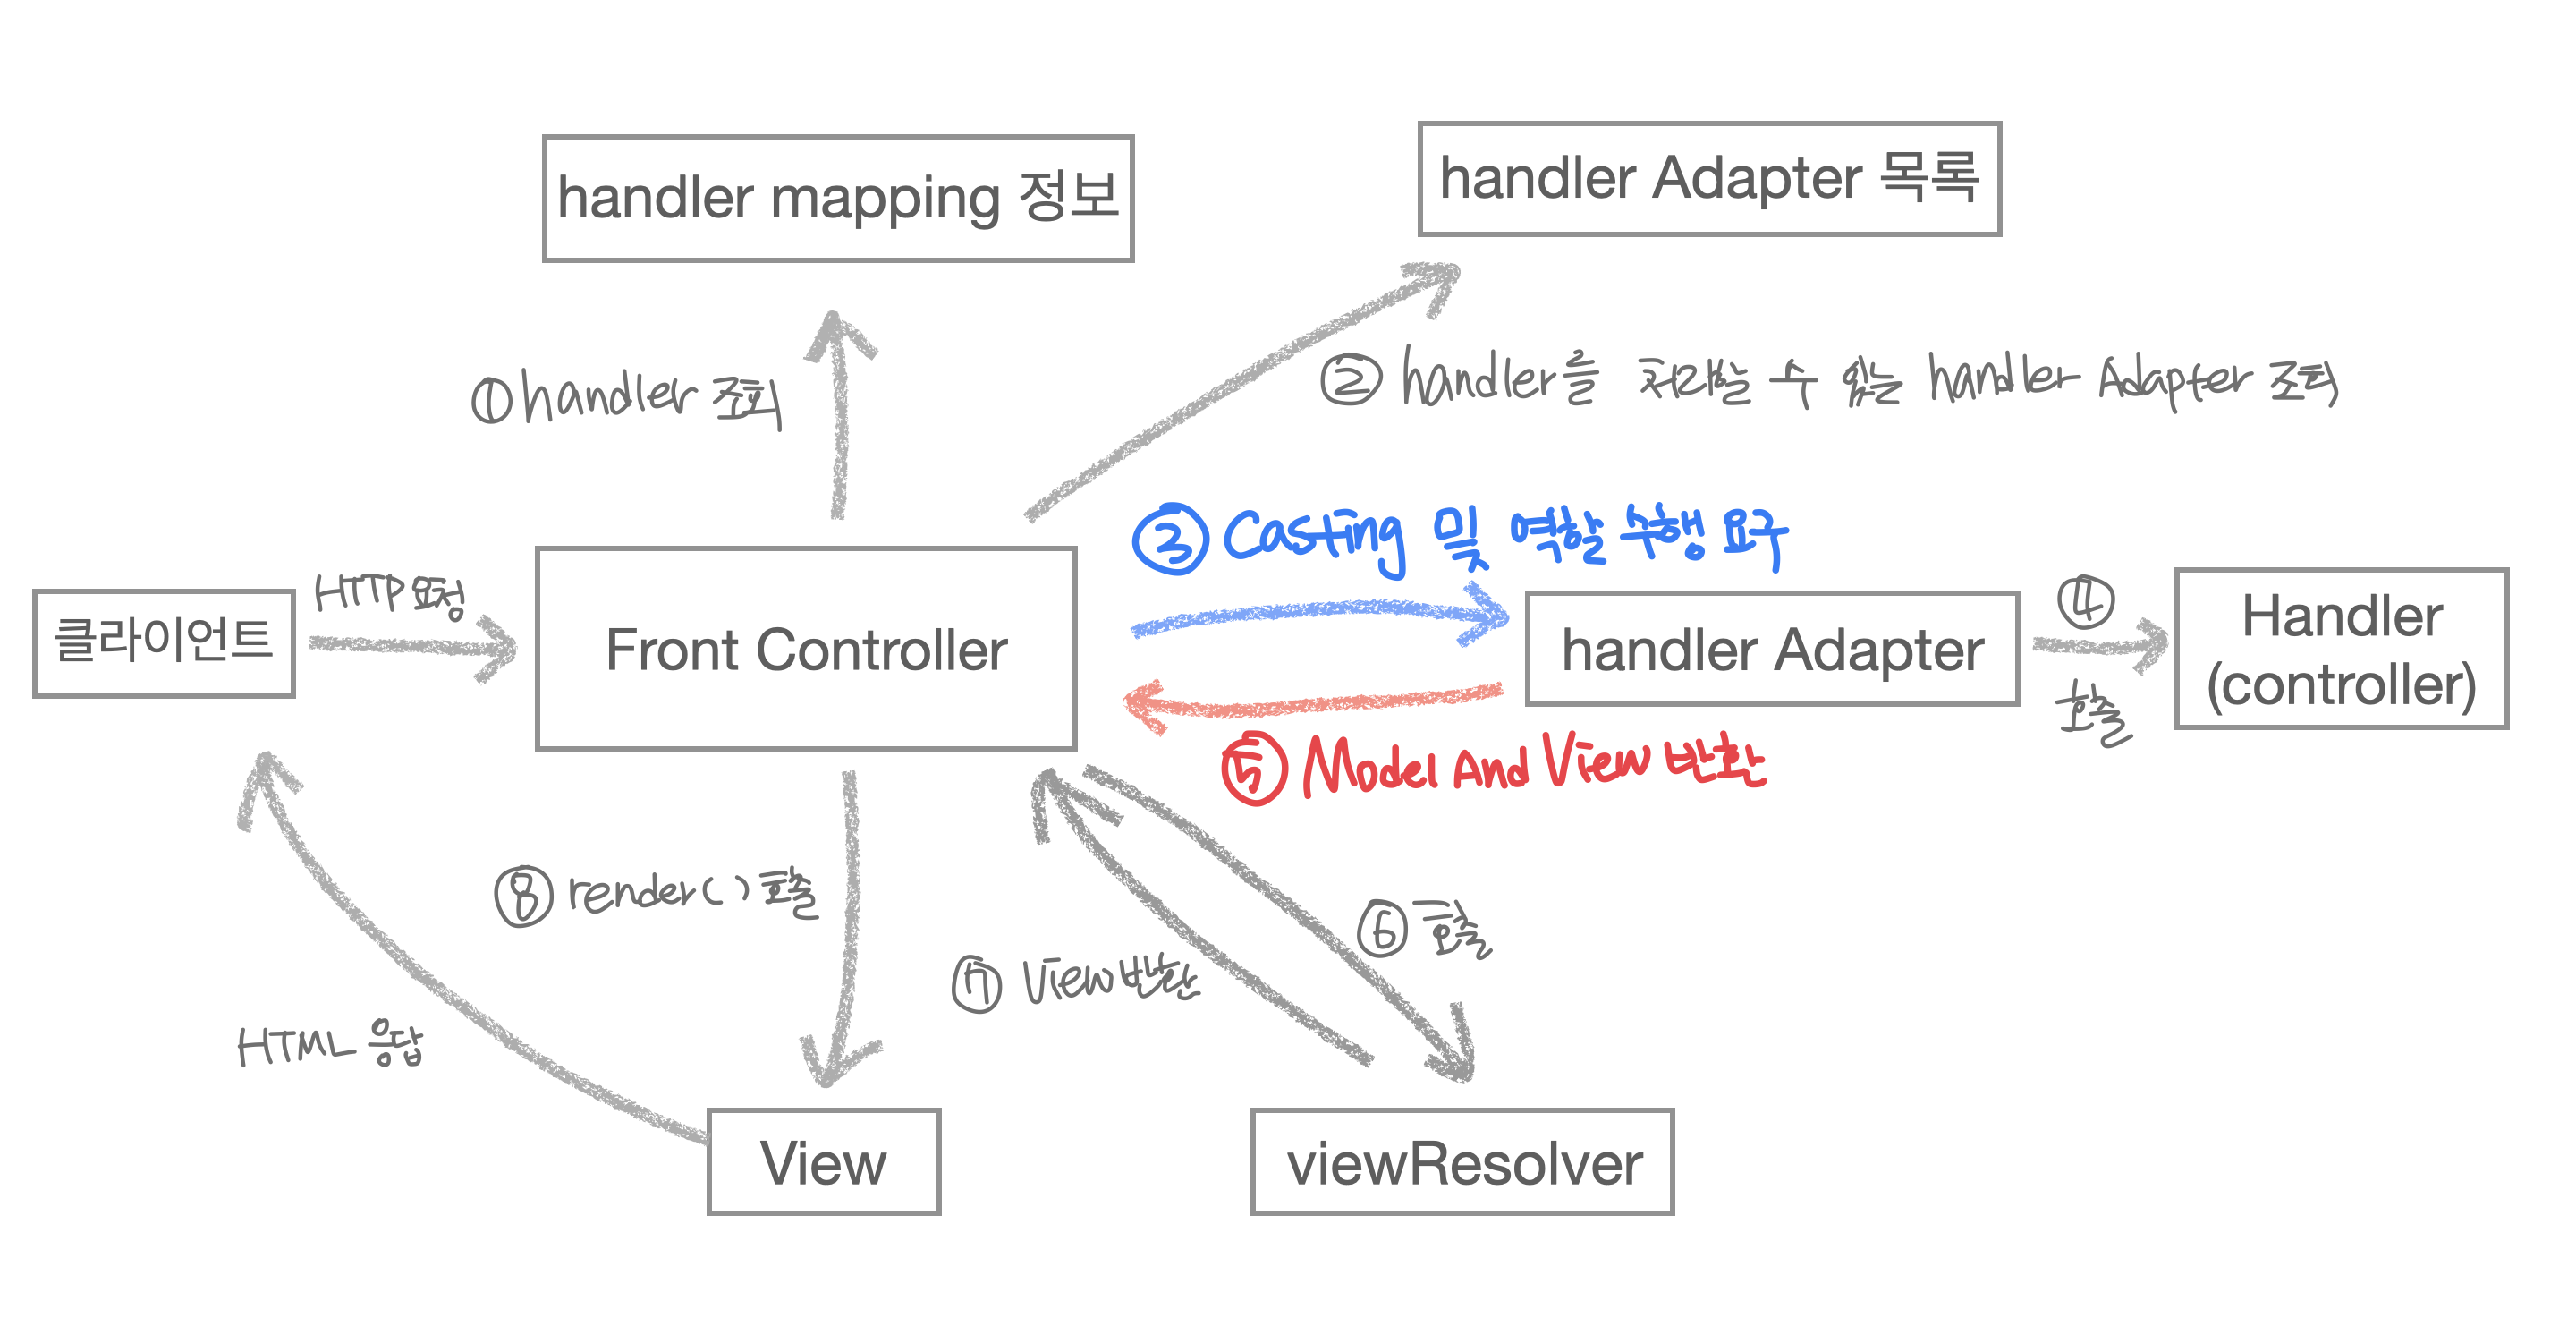 handler mapping 정보
handler Adapter 목록
① handler 조회
② handler를 처리할 수 있는 handler Adapter 조회
③ Casting 및 역할 수행 요구
클라이언트
HTTP 요청
Front Controller
handler Adapter
④
호출
Handler
(controller)
⑤ Model And View 반환
⑧ render() 호출
⑥ 호출
⑦ View 반환
HTML 응답
View
viewResolver